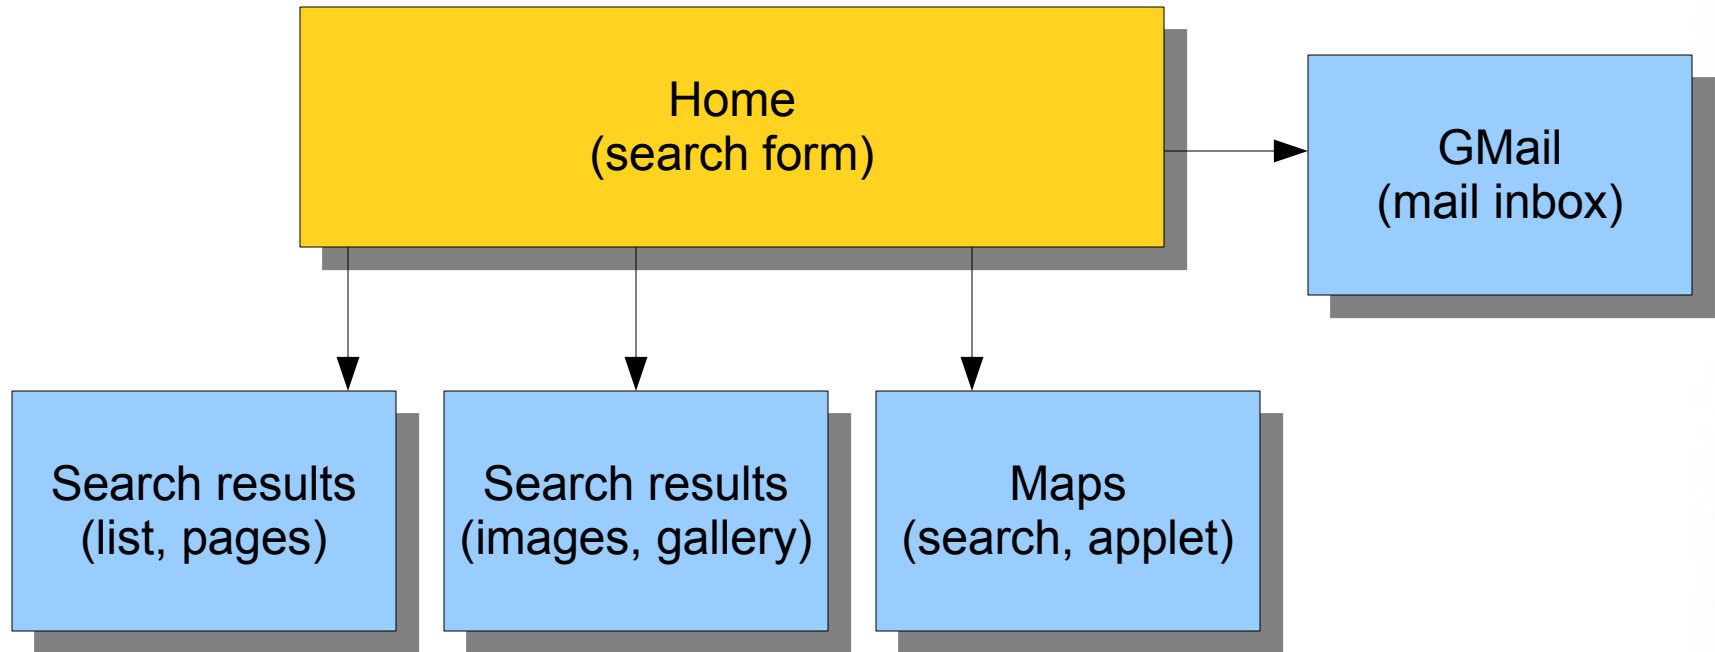 Home
(search form)
GMail
(mail inbox)
Search results
(list, pages)
Search results
(images, gallery)
Maps
(search, applet)